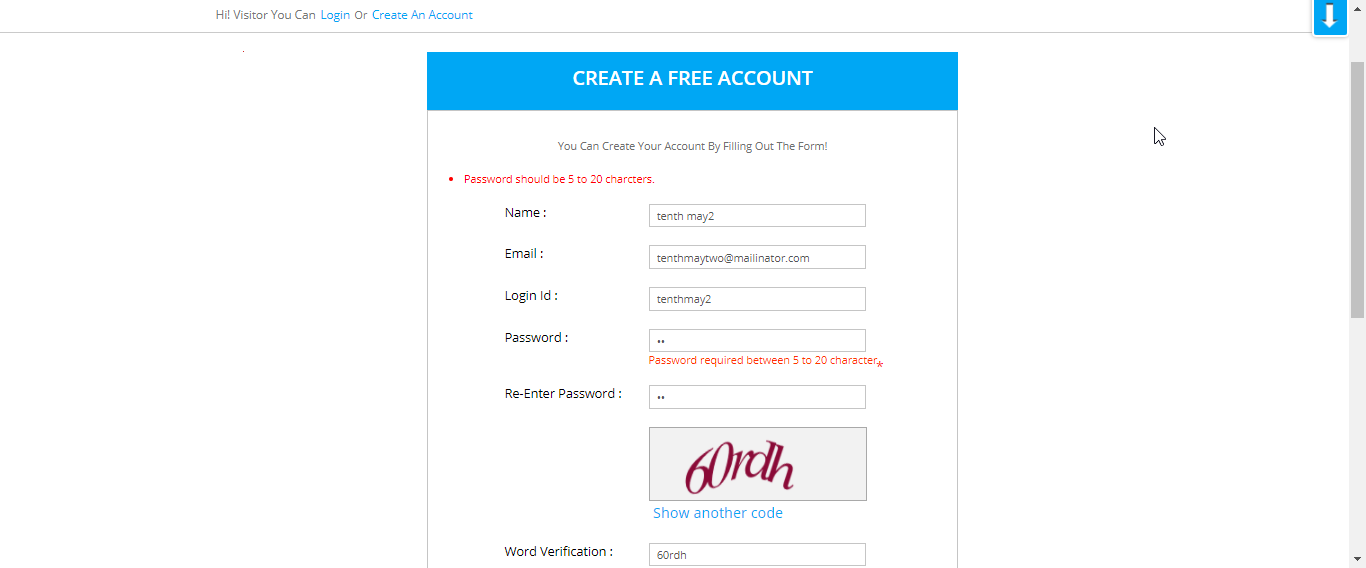 Hi! Visitor You Can Login Or Create An Account
CREATE A FREE ACCOUNT
You Can Create Your Account By Filling Out The Form!
Password should be 5 to 20 charcters.
Name : tenth may2
Email : tenthmaytwo@mailinator.com
Login Id : tenthmay2
Password : ••
Password required between 5 to 20 character.*
Re-Enter Password : ••
60rdh
Show another code
Word Verification : 60rdh